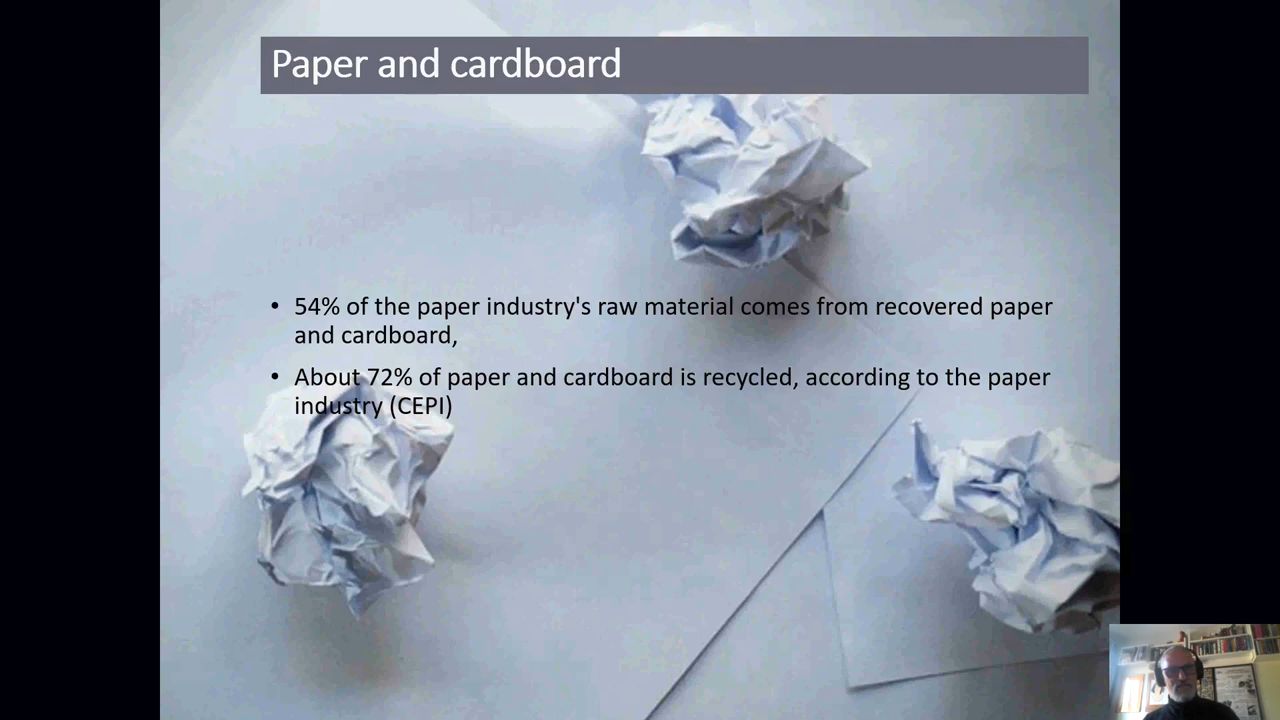 Paper and cardboard
• 54% of the paper industry's raw material comes from recovered paper
and cardboard,
• About 72% of paper and cardboard is recycled, according to the paper
industry (CEPI)